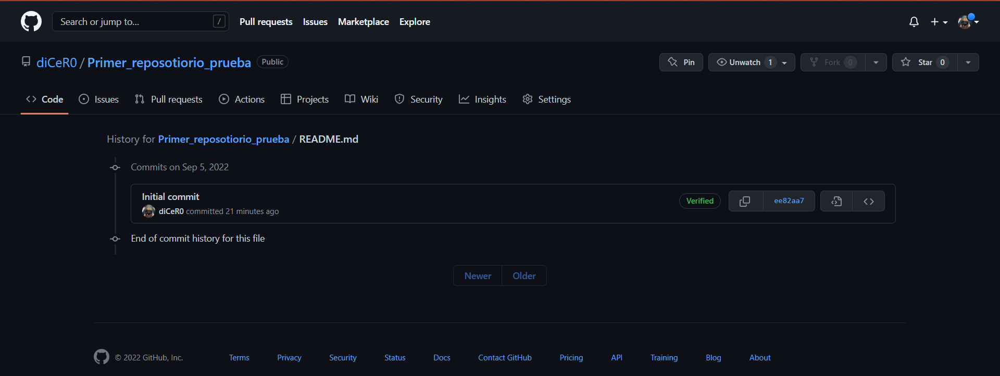 Search or jump to... / Pull requests Issues Marketplace Explore
diCeR0 / Primer_reposotiorio_prueba Public Pin Unwatch 1 Fork 0 Star 0
Code Issues Pull requests Actions Projects Wiki Security Insights Settings
History for Primer_reposotiorio_prueba / README.md
Commits on Sep 5, 2022
Initial commit
diCeR0 committed 21 minutes ago
Verified ee82aa7
End of commit history for this file
Newer Older
© 2022 GitHub, Inc. Terms Privacy Security Status Docs Contact GitHub Pricing API Training Blog About